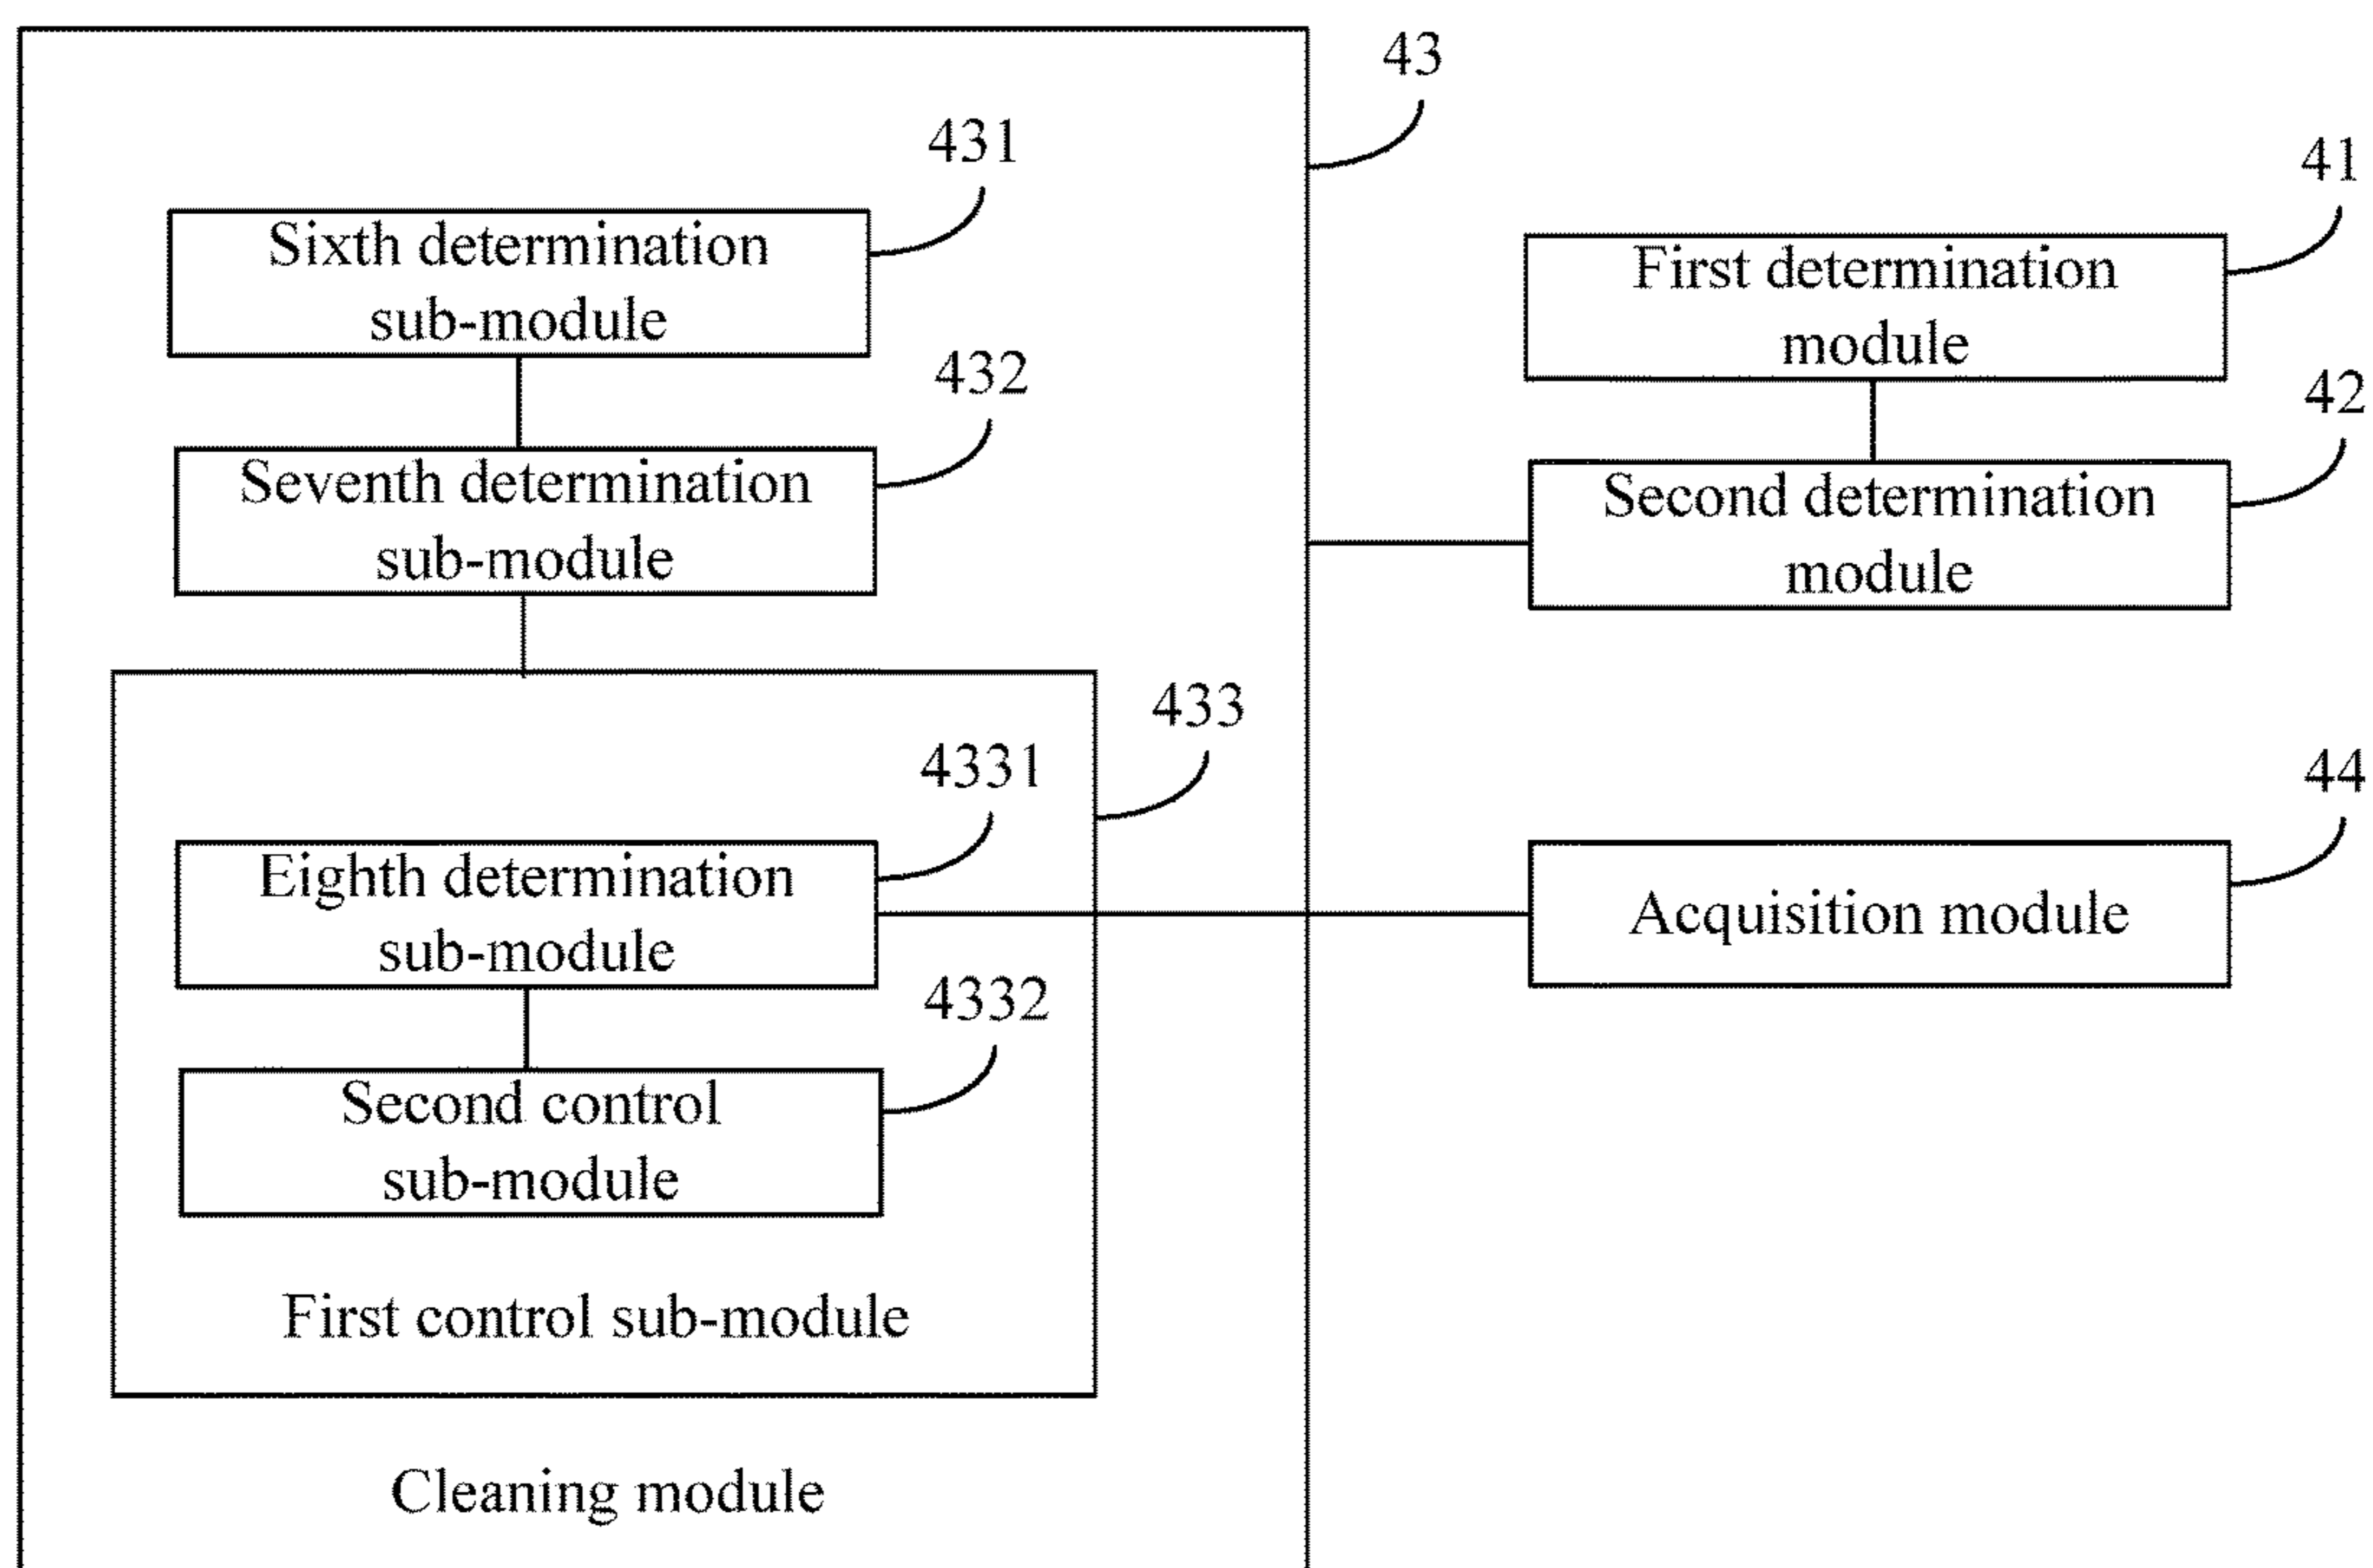 43
431
Sixth determination
sub-module
432
Seventh determination
sub-module
433
4331
Eighth determination
sub-module
4332
Second control
sub-module
First control sub-module
Cleaning module
41
First determination
module
42
Second determination
module
44
Acquisition module